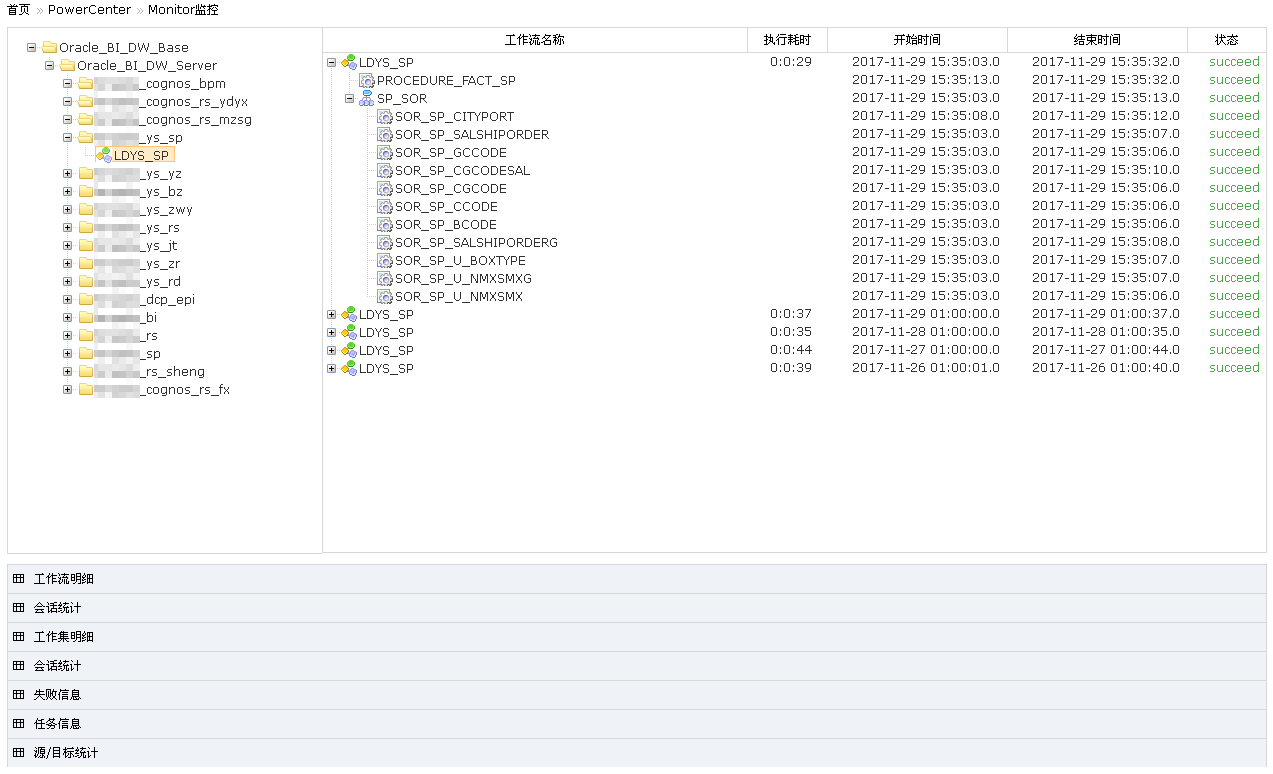 首页 » PowerCenter » Monitor监控
Oracle_BI_DW_Base
Oracle_BI_DW_Server
_cognos_bpm
_cognos_rs_ydyx
_cognos_rs_mzsg
_ys_sp
LDYS_SP
_ys_yz
_ys_bz
_ys_zwy
_ys_rs
_ys_jt
_ys_zr
_ys_rd
_dcp_epi
_bi
_rs
_sp
_rs_sheng
_cognos_rs_fx
工作流名称 执行耗时 开始时间 结束时间 状态
LDYS_SP 0:0:29 2017-11-29 15:35:03.0 2017-11-29 15:35:32.0 succeed
PROCEDURE_FACT_SP 2017-11-29 15:35:13.0 2017-11-29 15:35:32.0 succeed
SP_SOR 2017-11-29 15:35:03.0 2017-11-29 15:35:13.0 succeed
SOR_SP_CITYPORT 2017-11-29 15:35:08.0 2017-11-29 15:35:12.0 succeed
SOR_SP_SALSHIPORDER 2017-11-29 15:35:03.0 2017-11-29 15:35:07.0 succeed
SOR_SP_GCCODE 2017-11-29 15:35:03.0 2017-11-29 15:35:06.0 succeed
SOR_SP_CGCODESAL 2017-11-29 15:35:03.0 2017-11-29 15:35:10.0 succeed
SOR_SP_CGCODE 2017-11-29 15:35:03.0 2017-11-29 15:35:06.0 succeed
SOR_SP_CCODE 2017-11-29 15:35:03.0 2017-11-29 15:35:06.0 succeed
SOR_SP_BCODE 2017-11-29 15:35:03.0 2017-11-29 15:35:06.0 succeed
SOR_SP_SALSHIPORDERG 2017-11-29 15:35:03.0 2017-11-29 15:35:08.0 succeed
SOR_SP_U_BOXTYPE 2017-11-29 15:35:03.0 2017-11-29 15:35:07.0 succeed
SOR_SP_U_NMXSMXG 2017-11-29 15:35:03.0 2017-11-29 15:35:07.0 succeed
SOR_SP_U_NMXSMX 2017-11-29 15:35:03.0 2017-11-29 15:35:06.0 succeed
LDYS_SP 0:0:37 2017-11-29 01:00:00.0 2017-11-29 01:00:37.0 succeed
LDYS_SP 0:0:35 2017-11-28 01:00:00.0 2017-11-28 01:00:35.0 succeed
LDYS_SP 0:0:44 2017-11-27 01:00:00.0 2017-11-27 01:00:44.0 succeed
LDYS_SP 0:0:39 2017-11-26 01:00:01.0 2017-11-26 01:00:40.0 succeed
工作流明细
会话统计
工作集明细
会话统计
失败信息
任务信息
源/目标统计